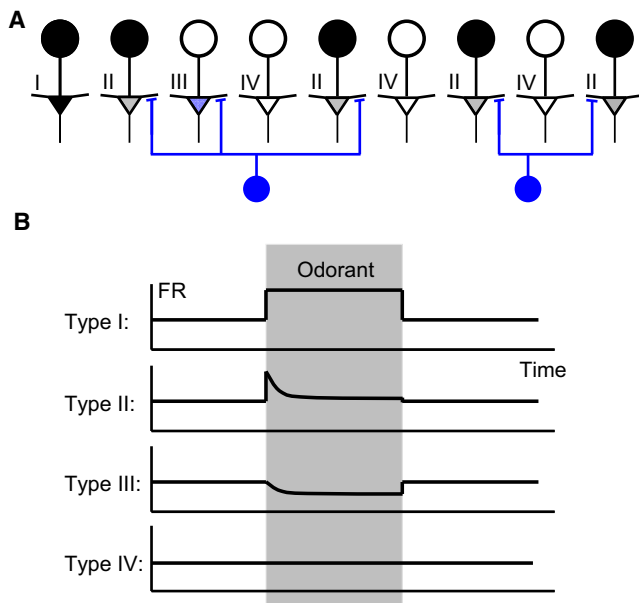 A
I II III IV II IV II IV II
B
Odorant
FR
Type I:
Time
Type II:
Type III:
Type IV: